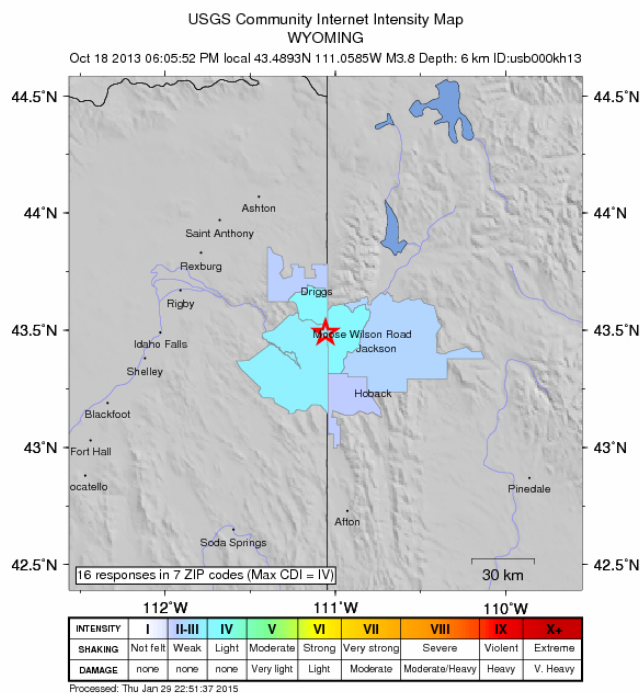 USGS Community Internet Intensity Map
WYOMING
Oct 18 2013 06:05:52 PM local 43.4893N 111.0585W M3.8 Depth: 6 km ID:usb000kh13
44.5°N 44.5°N
Ashton
44°N 44°N
Saint Anthony
Rexburg
Driggs
Rigby
43.5°N Moose Wilson Road 43.5°N
Idaho Falls Jackson
Shelley
Hoback
Blackfoot
43°N Fort Hall 43°N
ocatello Pinedale
Afton
Soda Springs
42.5°N 42.5°N
16 responses in 7 ZIP codes (Max CDI = IV)
30 km
112°W 111°W 110°W
INTENSITY I II-III IV V VI VII VIII IX X+
SHAKING Not felt Weak Light Moderate Strong Very strong Severe Violent Extreme
DAMAGE none none none Very light Light Moderate Moderate/Heavy Heavy V. Heavy
Processed: Thu Jan 29 22:51:37 2015